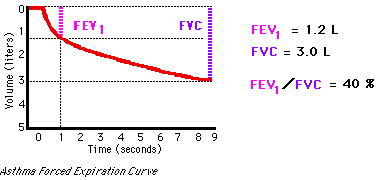 0
FEV1
FVC
1
2
3
4
5
Volume (liters)
0 1 2 3 4 5 6 7 8 9
Time (seconds)
FEV1 = 1.2 L
FVC = 3.0 L
FEV1/FVC = 40 %
Asthma Forced Expiration Curve